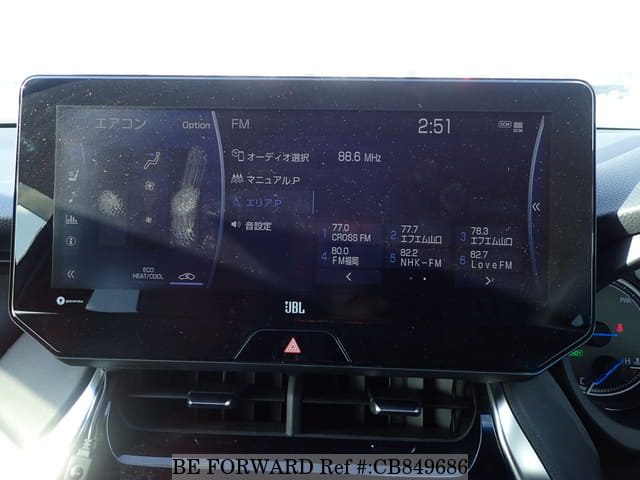 エアコン Option
FM
2:51
DCM
DCM
オーディオ選択 88.6 MHz
マニュアル.P
エリア.P
音設定
1 77.0 CROSS FM
2 77.7 エフエム山口
3 78.3 エフエム山口
4 80.0 FM福岡
5 82.2 NHK-FM
6 82.7 LoveFM
ECO
HEAT/COOL
JBL
C
H
BE FORWARD Ref #:CB849686